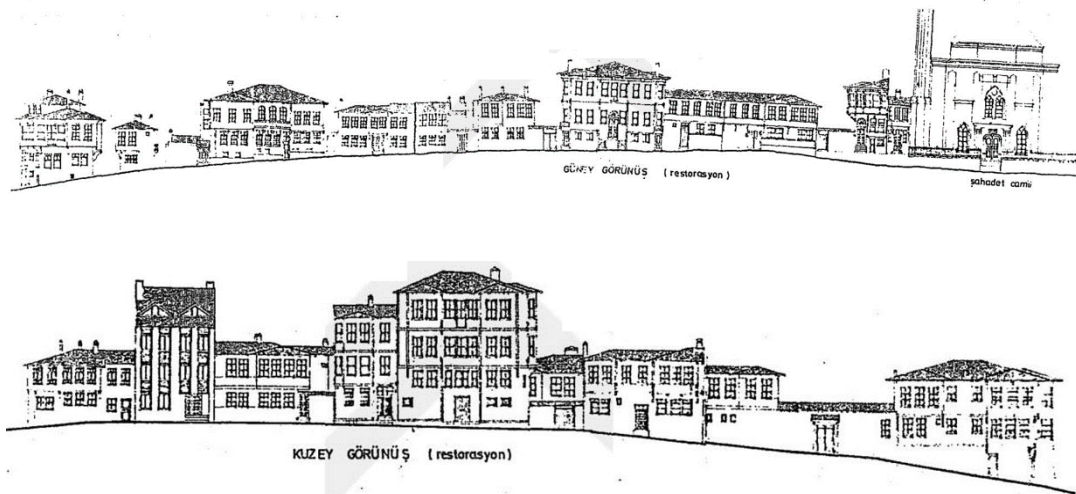 GÜNEY GÖRÜNÜŞ (restorasyon)
şahadet camii
KUZEY GÖRÜNÜŞ (restorasyon)